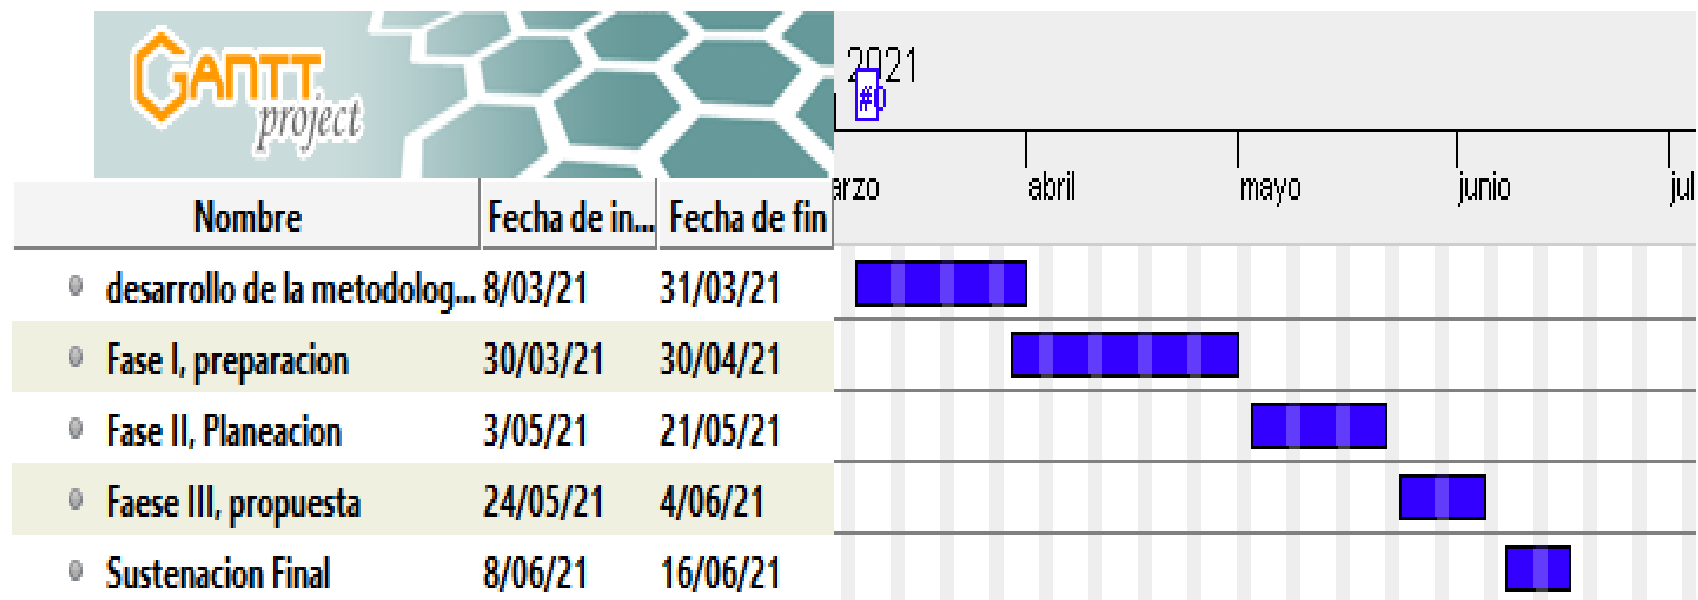 GANTT
project
2021
#0
arzo abril mayo junio jul
Nombre Fecha de in... Fecha de fin
desarrollo de la metodolog... 8/03/21 31/03/21
Fase I, preparacion 30/03/21 30/04/21
Fase II, Planeacion 3/05/21 21/05/21
Faese III, propuesta 24/05/21 4/06/21
Sustenacion Final 8/06/21 16/06/21